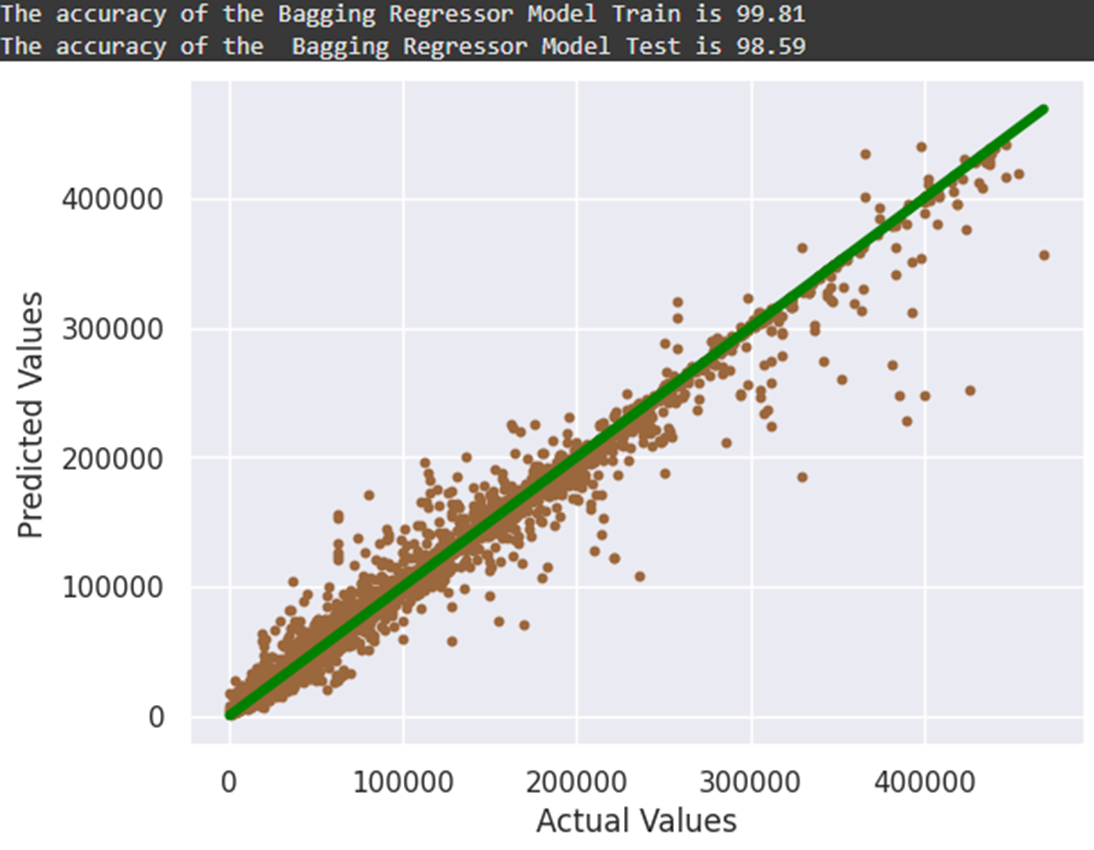 The accuracy of the Bagging Regressor Model Train is 99.81
The accuracy of the  Bagging Regressor Model Test is 98.59
400000
300000
200000
100000
0
Predicted Values
0 100000 200000 300000 400000
Actual Values